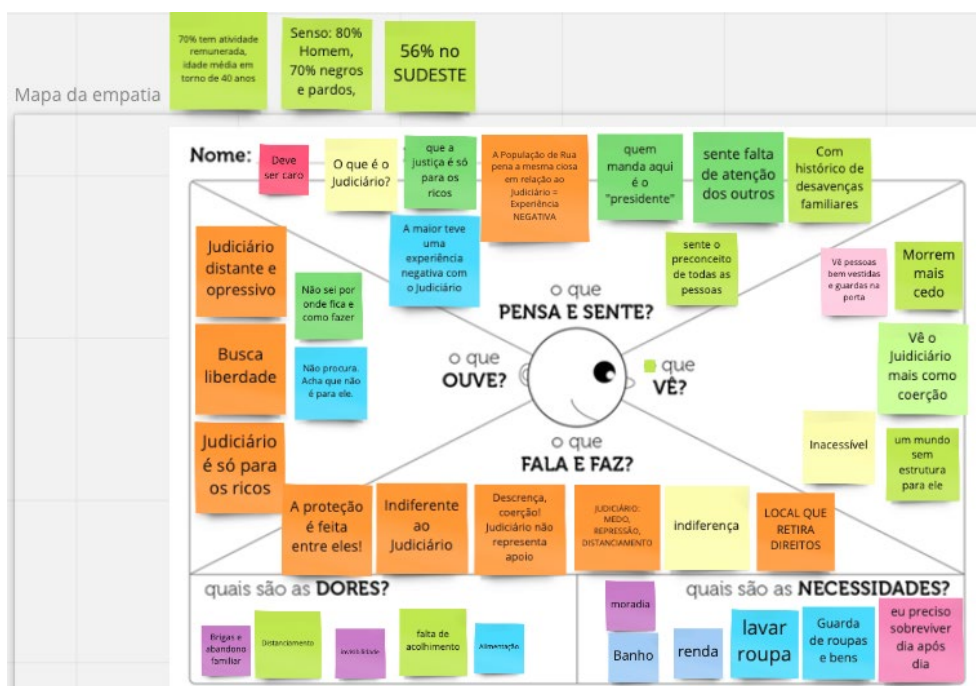 70% tem atividade
remunerada,
idade média em
torno de 40 anos
Senso: 80%
Homem,
70% negros
e pardos,
56% no
SUDESTE
Mapa da empatia
Nome:
Deve
ser caro
O que é o
Judiciário?
que a
justiça é só
para os
ricos
A População de Rua
pena a mesma ciosa
em relação ao
Judiciário =
Experiência
NEGATIVA
quem
manda aqui
é o
"presidente"
sente falta
de atenção
dos outros
Com
histórico de
desavenças
familiares
A maior teve
uma
experiência
negativa com
o Judiciário
sente o
preconceito
de todas as
pessoas
Vê pessoas
bem vestidas
e guardas na
porta
Morrem
mais
cedo
Judiciário
distante e
opressivo
Não sei por
onde fica e
como fazer
o que
PENSA E SENTE?
Busca
liberdade
Não procura.
Acha que não
é para ele.
o que
OUVE?
que
VÊ?
Vê o
Juidiciário
mais como
coerção
Judiciário
é só para
os ricos
o que
FALA E FAZ?
Inacessível
um mundo
sem
estrutura
para ele
A proteção
é feita
entre eles!
Indiferente
ao
Judiciário
Descrença,
coerção!
Judiciário não
representa
apoio
JUDICIÁRIO:
MEDO,
REPRESSÃO,
DISTANCIAMENTO
indiferença
LOCAL QUE
RETIRA
DIREITOS
quais são as DORES?
Brigas e
abandono
familiar
Distanciamento
Invisibilidade
falta de
acolhimento
Alimentação
quais são as NECESSIDADES?
moradia
Banho
renda
lavar
roupa
Guarda
de roupas
e bens
eu preciso
sobreviver
dia após
dia